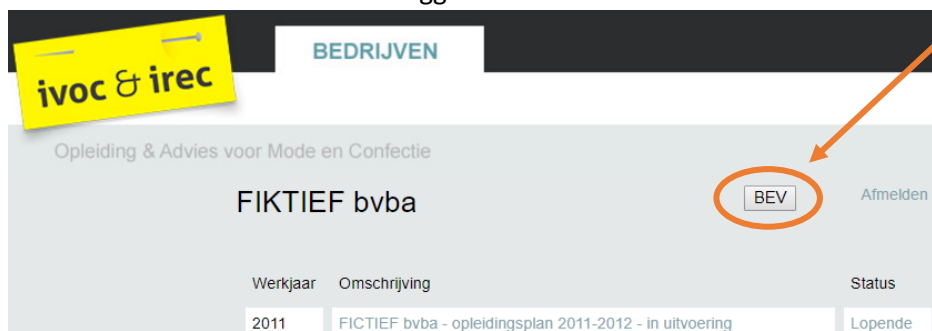 BEDRIJVEN
ivoc & irec
Opleiding & Advies voor Mode en Confectie
FIKTIEF bvba BEV Afmelden
Werkjaar Omschrijving Status
2011 FICTIEF bvba - opleidingsplan 2011-2012 - in uitvoering Lopende